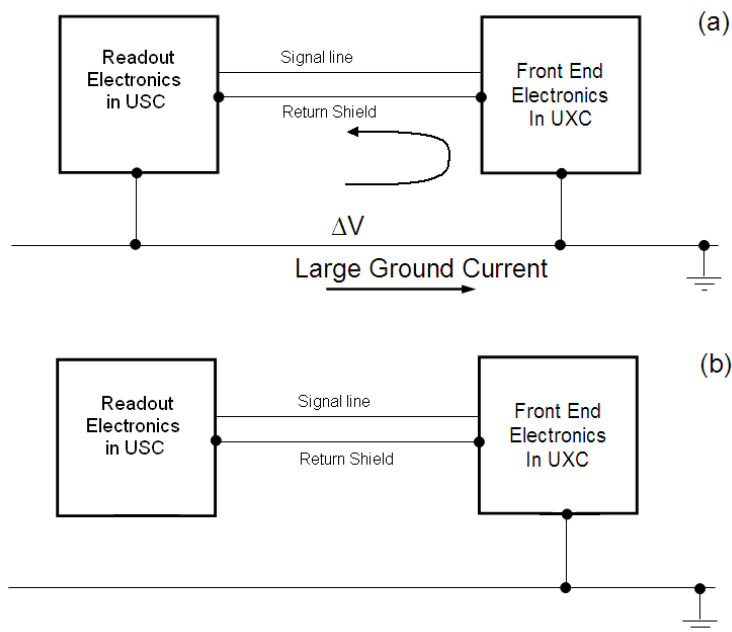 (a)
Readout
Electronics
in USC
Signal line
Return Shield
Front End
Electronics
In UXC
ΔV
Large Ground Current
(b)
Readout
Electronics
in USC
Signal line
Return Shield
Front End
Electronics
In UXC